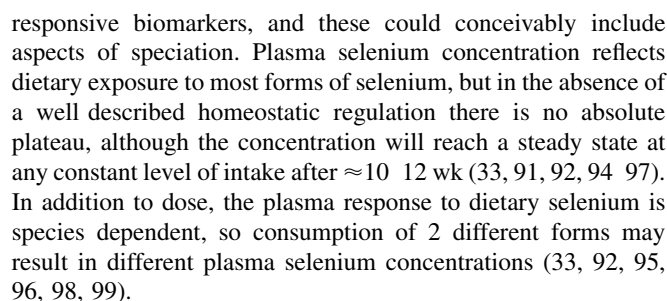 responsive biomarkers, and these could conceivably include
aspects of speciation. Plasma selenium concentration reflects
dietary exposure to most forms of selenium, but in the absence of
a well described homeostatic regulation there is no absolute
plateau, although the concentration will reach a steady state at
any constant level of intake after ≈10 12 wk (33, 91, 92, 94 97).
In addition to dose, the plasma response to dietary selenium is
species dependent, so consumption of 2 different forms may
result in different plasma selenium concentrations (33, 92, 95,
96, 98, 99).